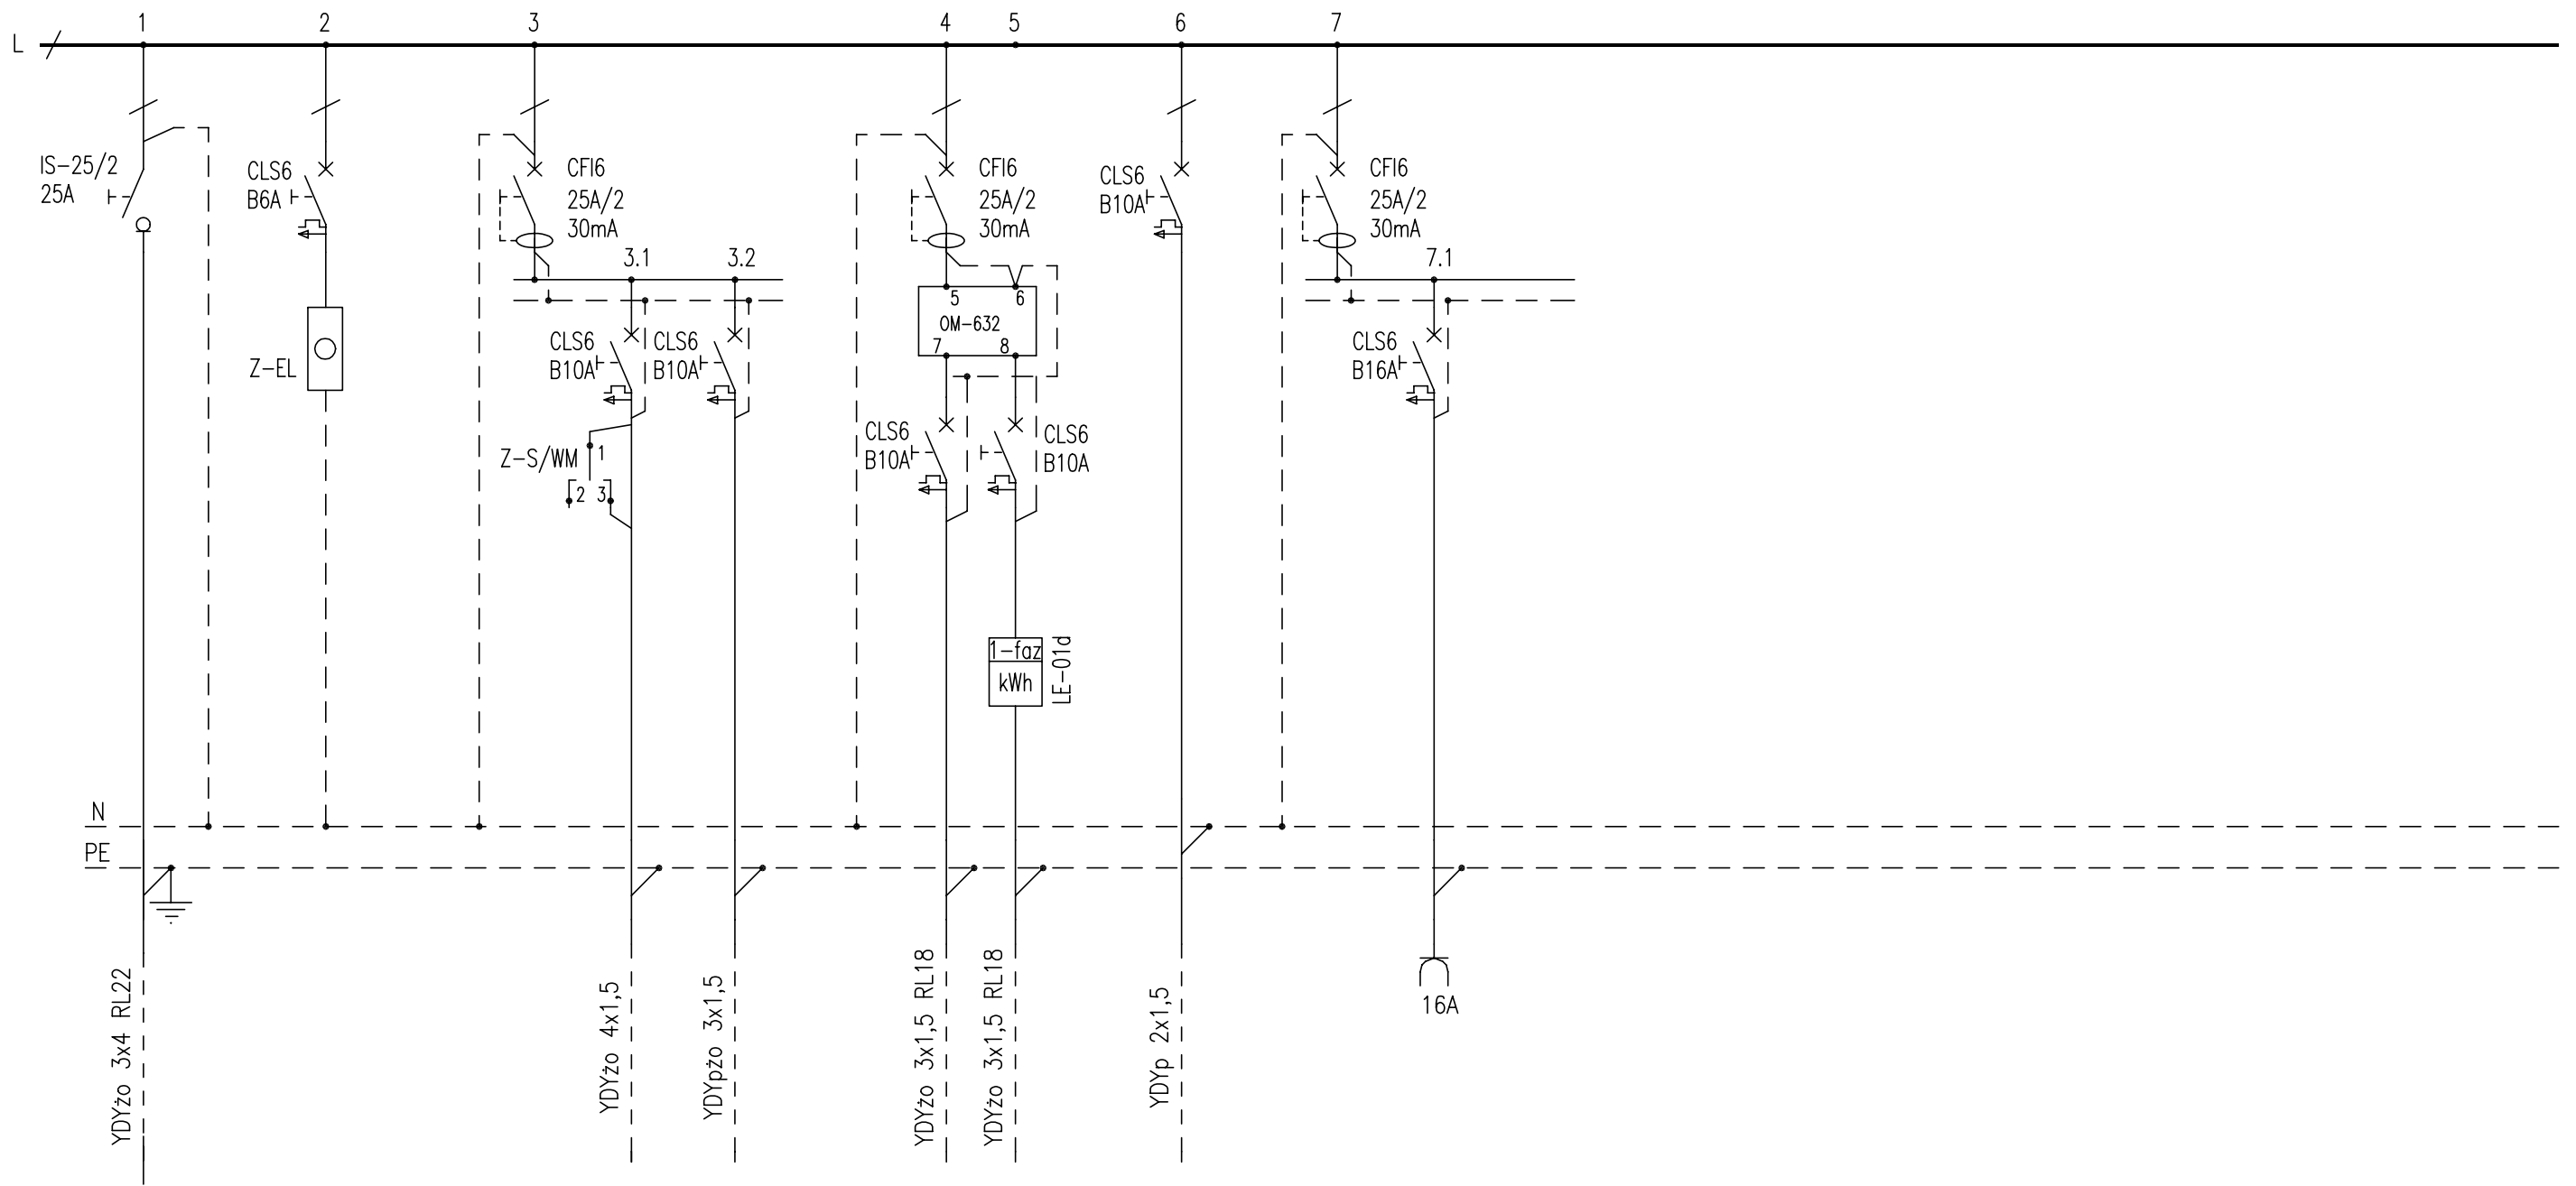 1 2 3 4 5 6 7
L
IS-25/2
25A
CLS6
B6A
CFI6
25A/2
30mA
CFI6
25A/2
30mA
CLS6
B10A
CFI6
25A/2
30mA
3.1 3.2
7.1
5 6
OM-632
7 8
Z-EL
CLS6
B10A
CLS6
B10A
CLS6
B16A
Z-S/WM
1
2 3
CLS6
B10A
CLS6
B10A
1-faz
kWh
LE-01d
N
PE
YDYżo 3x4 RL22
YDYżo 4x1,5
YDYpżo 3x1,5
YDYżo 3x1,5 RL18
YDYżo 3x1,5 RL18
YDYp 2x1,5
16A